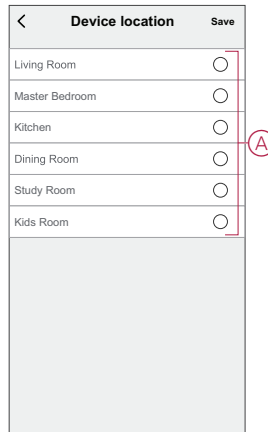 Device location Save
Living Room
Master Bedroom
Kitchen
A
Dining Room
Study Room
Kids Room